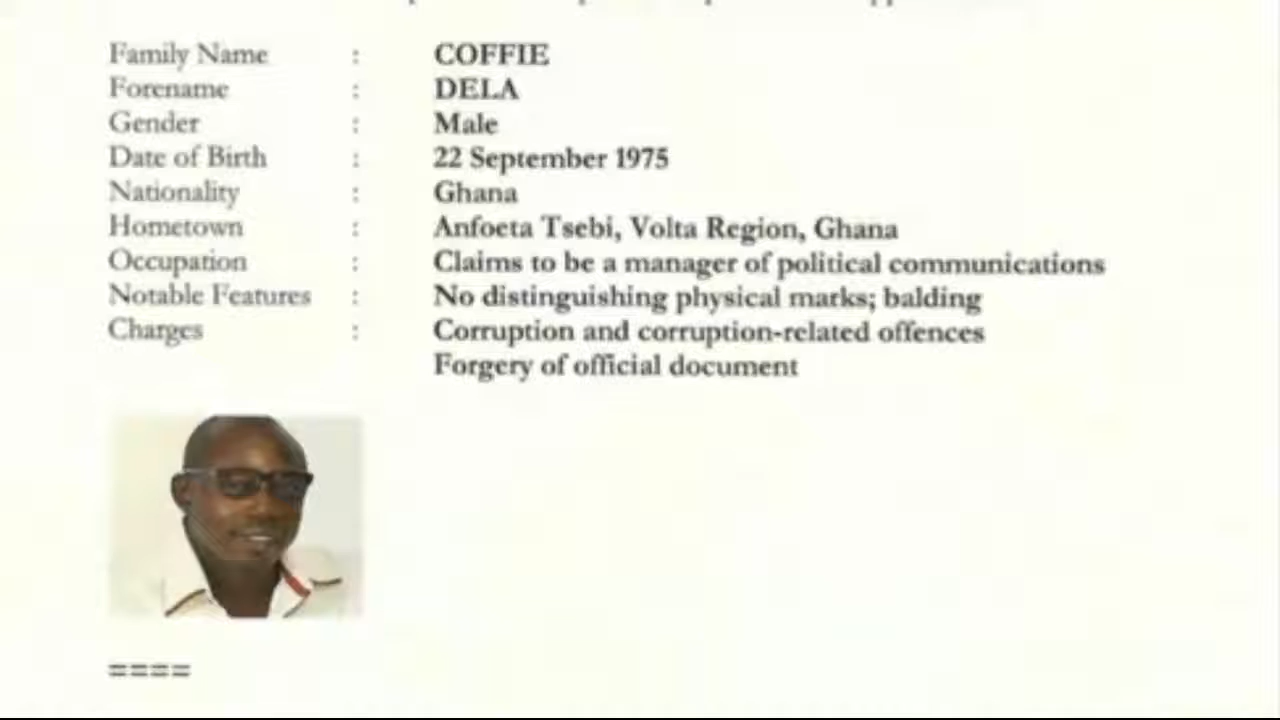 Family Name : COFFIE
Forename : DELA
Gender : Male
Date of Birth : 22 September 1975
Nationality : Ghana
Hometown : Anfoeta Tsebi, Volta Region, Ghana
Occupation : Claims to be a manager of political communications
Notable Features : No distinguishing physical marks; balding
Charges : Corruption and corruption-related offences
Forgery of official document
====